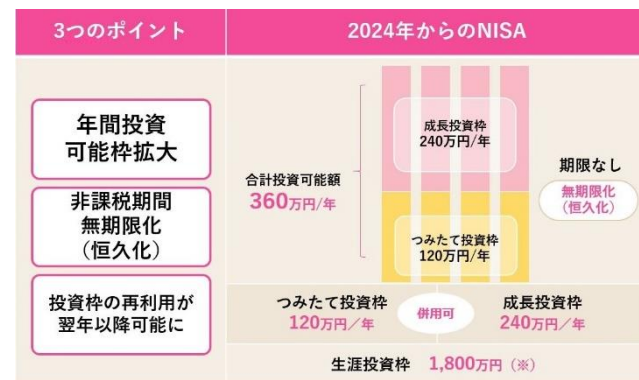 3つのポイント
2024年からのNISA
年間投資
可能枠拡大
非課税期間
無期限化
（恒久化）
投資枠の再利用が
翌年以降可能に
合計投資可能額
360万円/年
成長投資枠
240万円/年
つみたて投資枠
120万円/年
期限なし
無期限化
（恒久化）
つみたて投資枠
120万円／年
併用可
成長投資枠
240万円／年
生涯投資枠 1,800万円（※）